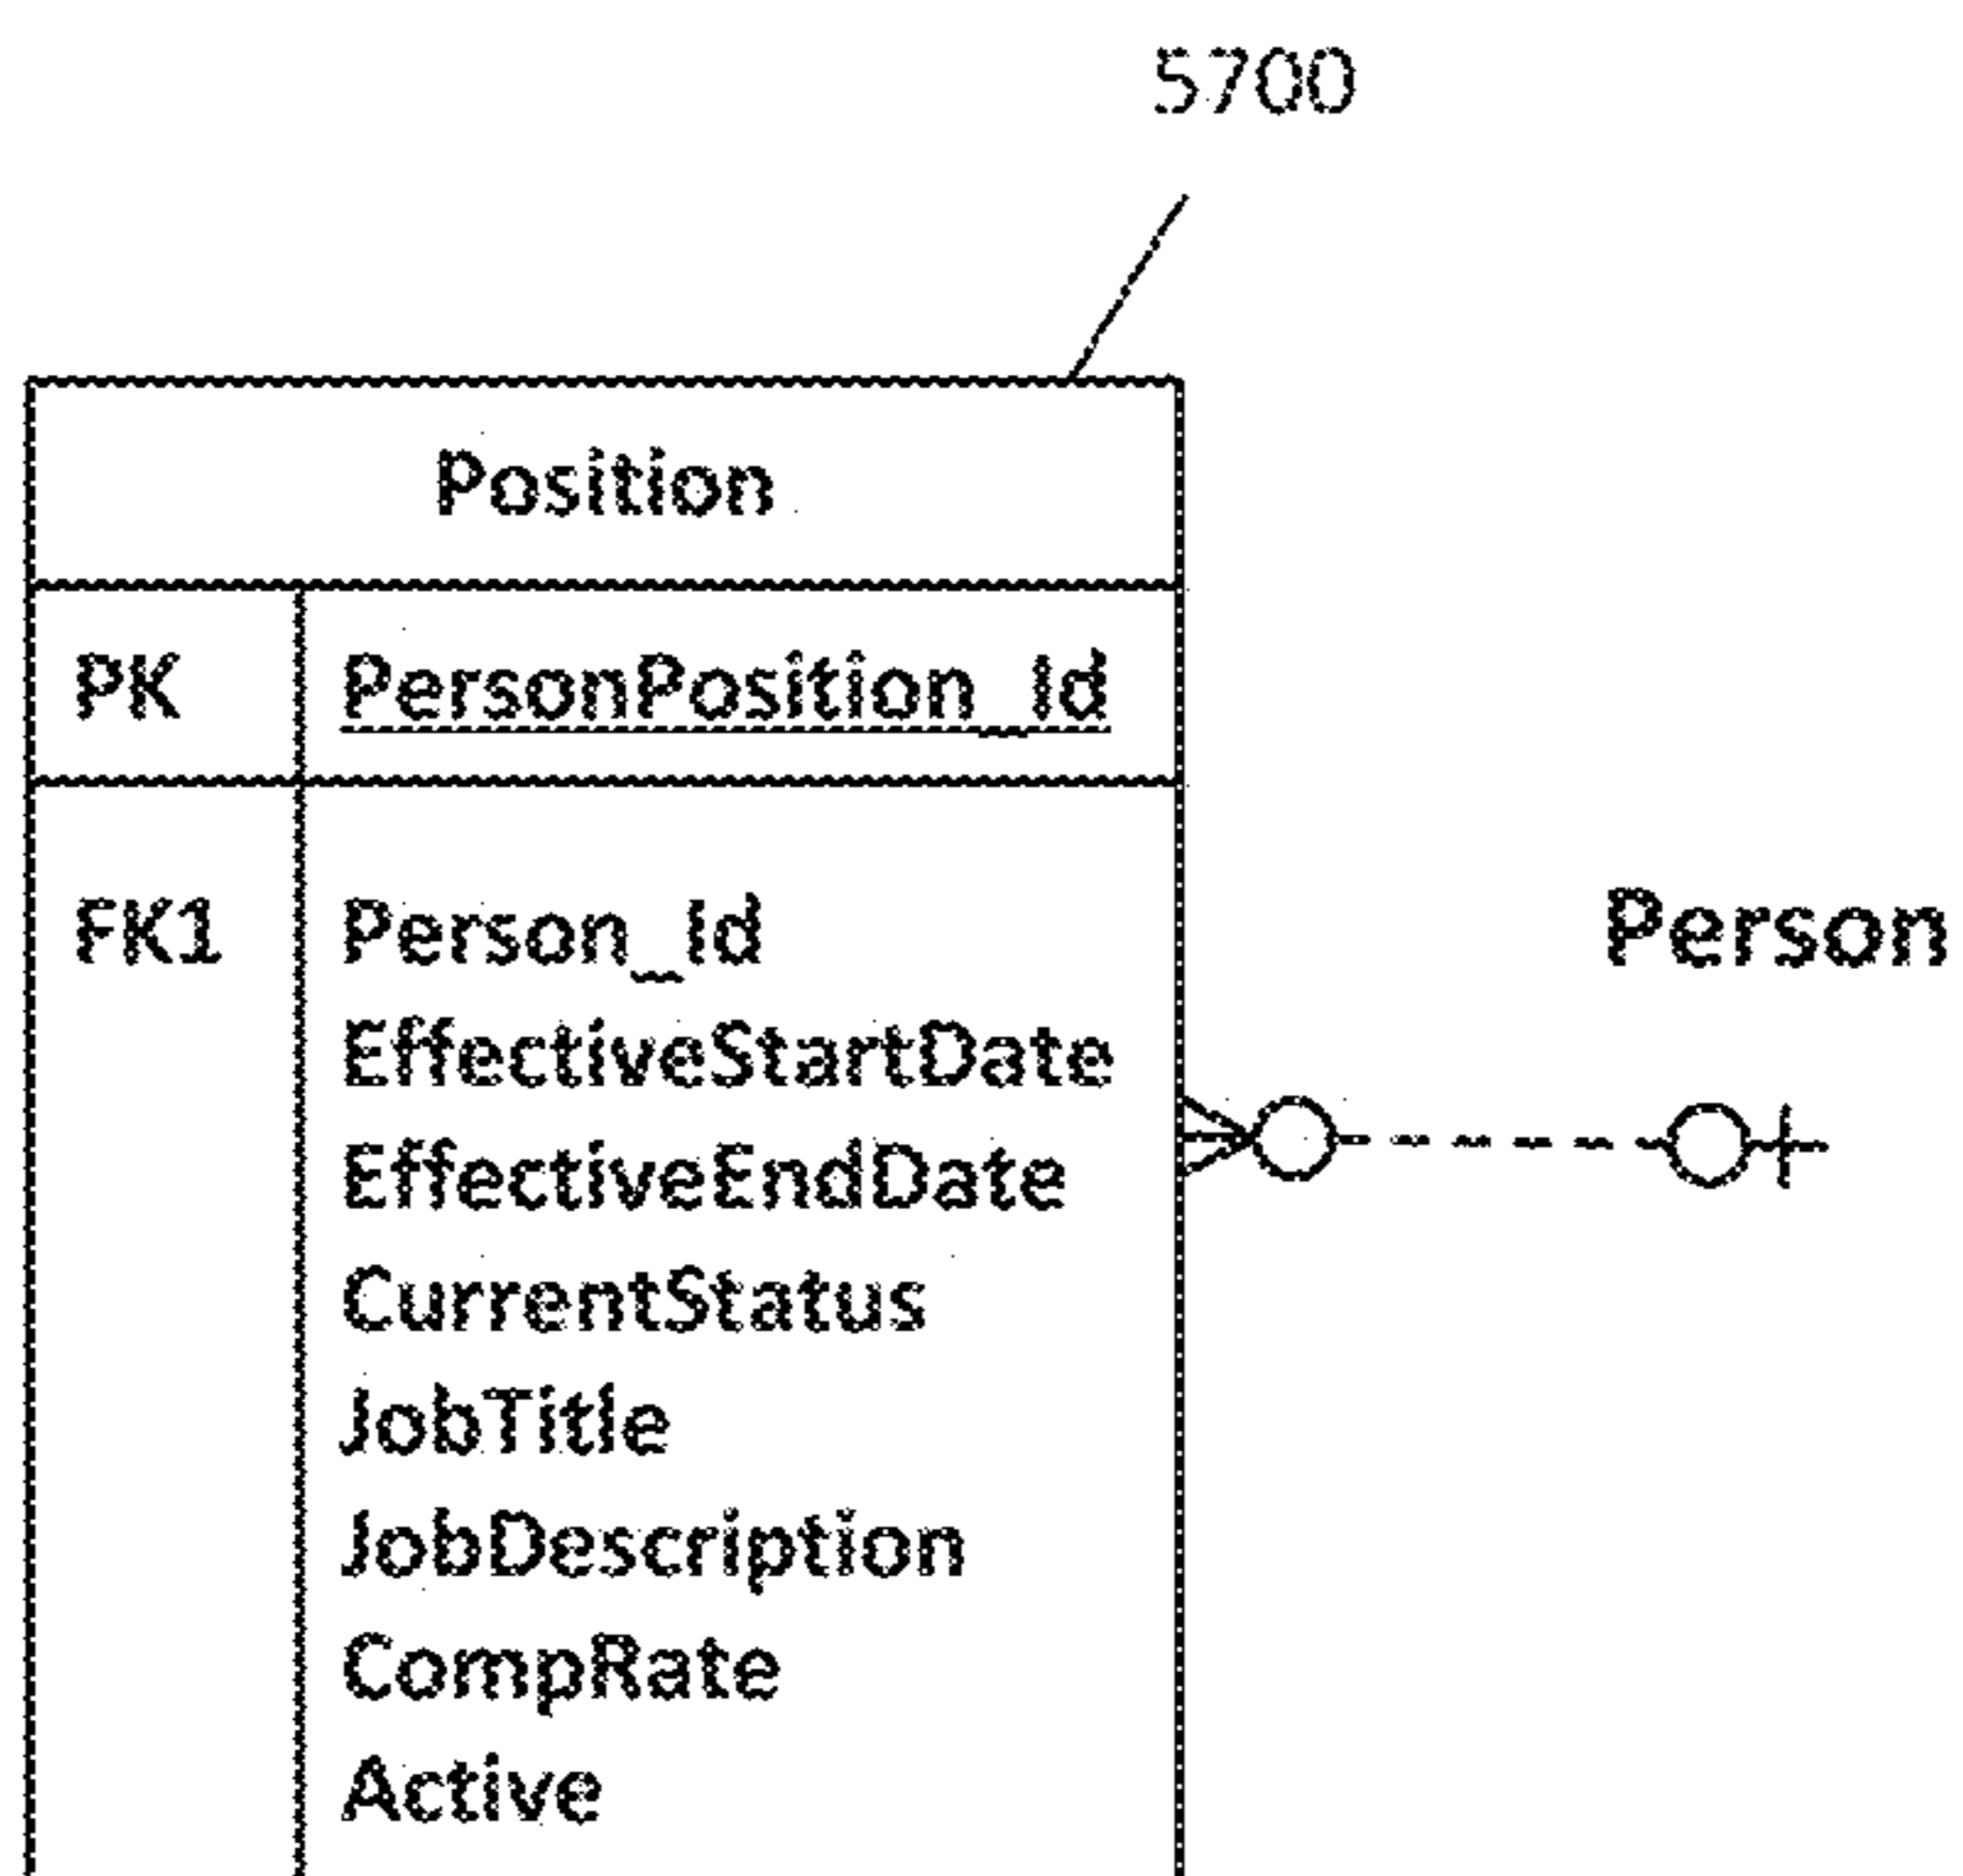 5700
Position
PK PersonPosition_Id
FK1 Person_Id
Person
EffectiveStartDate
EffectiveEndDate
CurrentStatus
JobTitle
JobDescription
CompRate
Active